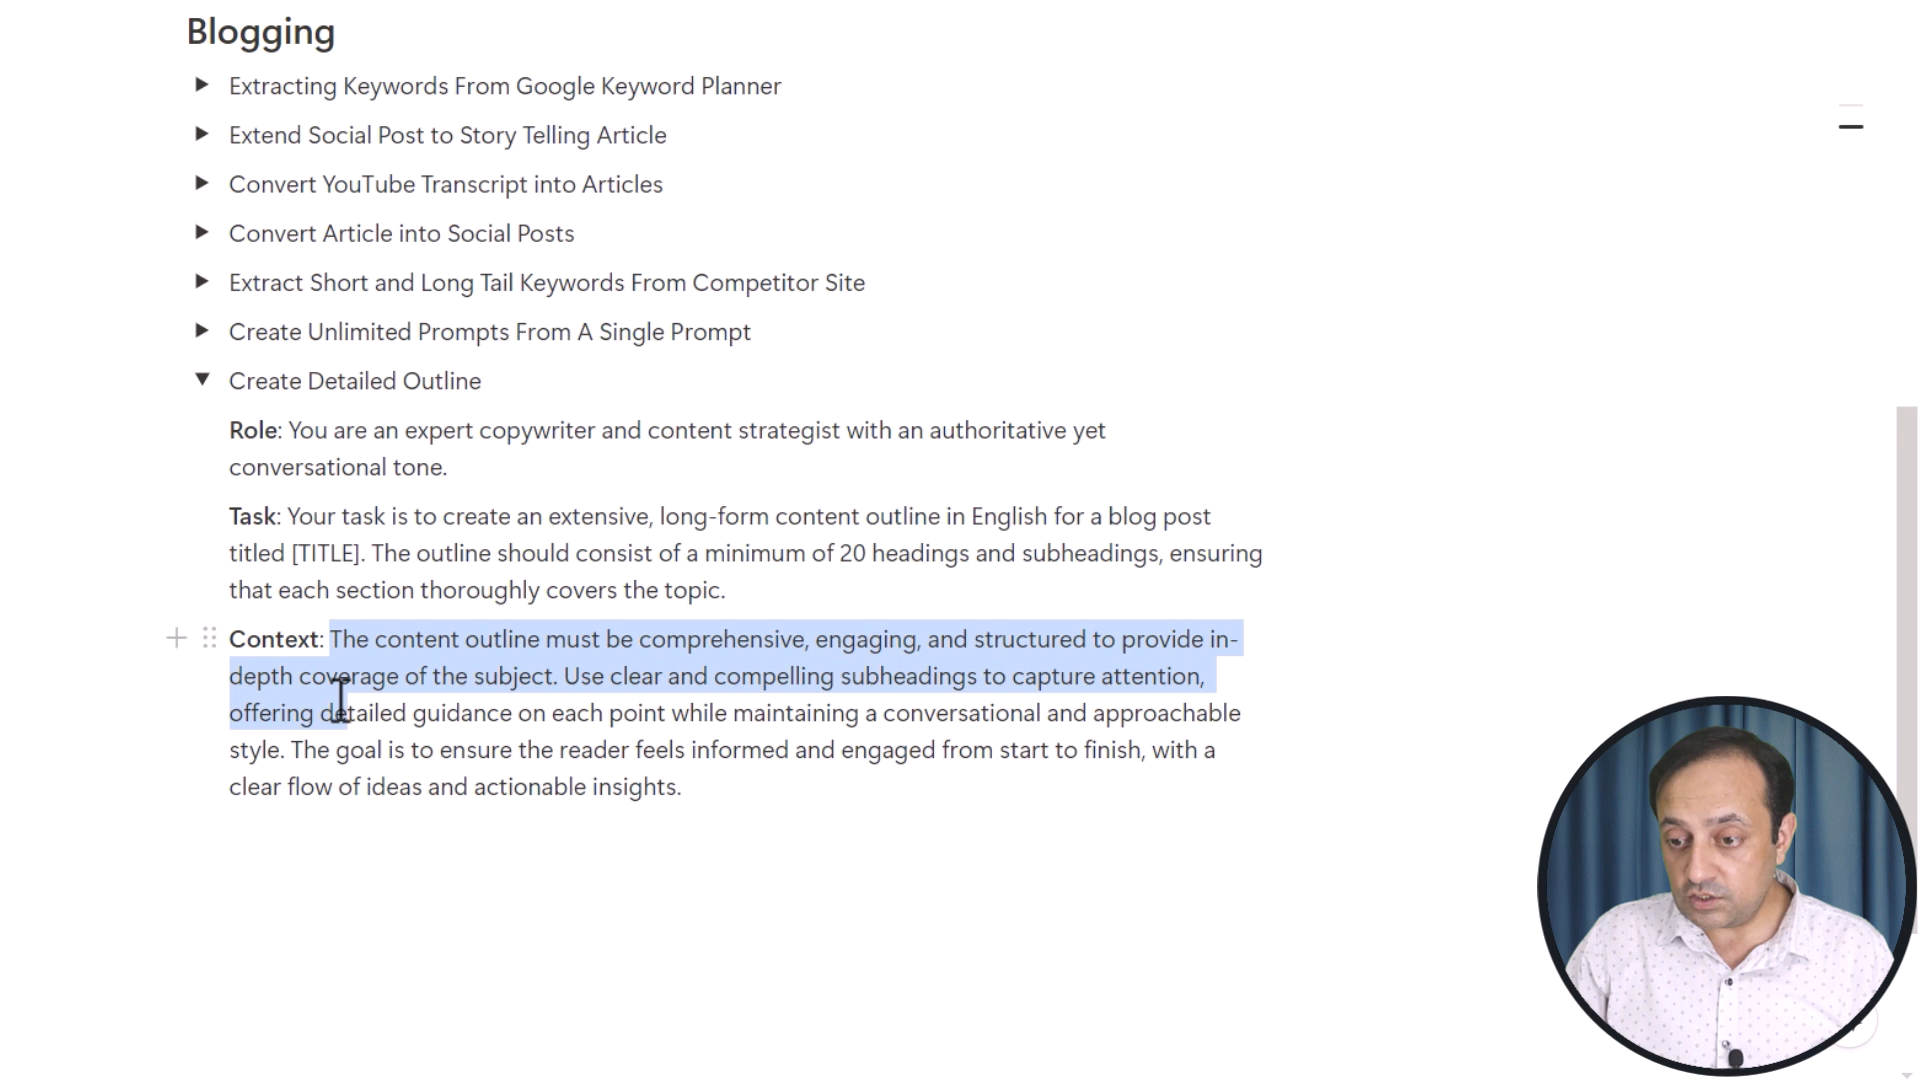 Blogging
Extracting Keywords From Google Keyword Planner
Extend Social Post to Story Telling Article
Convert YouTube Transcript into Articles
Convert Article into Social Posts
Extract Short and Long Tail Keywords From Competitor Site
Create Unlimited Prompts From A Single Prompt
Create Detailed Outline
Role: You are an expert copywriter and content strategist with an authoritative yet
conversational tone.
Task: Your task is to create an extensive, long-form content outline in English for a blog post
titled [TITLE]. The outline should consist of a minimum of 20 headings and subheadings, ensuring
that each section thoroughly covers the topic.
Context: The content outline must be comprehensive, engaging, and structured to provide in-
depth coverage of the subject. Use clear and compelling subheadings to capture attention,
offering detailed guidance on each point while maintaining a conversational and approachable
style. The goal is to ensure the reader feels informed and engaged from start to finish, with a
clear flow of ideas and actionable insights.